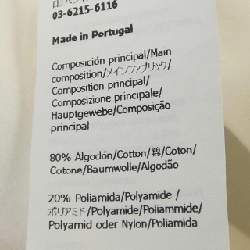 03-6215-6116
Made in Portugal
Composición principal/Main
composition/メインファブリック/
Composition principal/
Composizione principale/
Hauptgewebe/Composição
principal
80% Algodón/Cotton/綿/Coton/
Cotone/Baumwolle/Algodão
20% Poliamida/Polyamide /
ポリアミド/Polyamide/Poliammide/
Polyamid oder Nylon/Poliamida